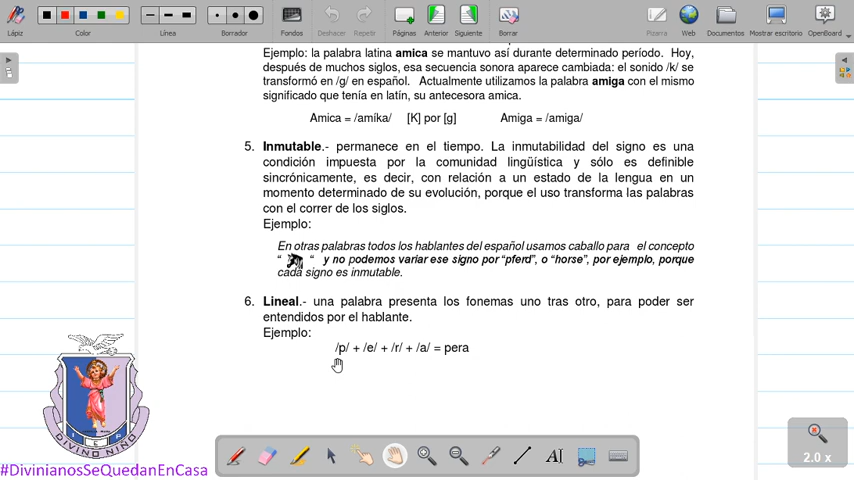 Lápiz
Línea
Borrador
Fondos
Deshacer
Repetir
Páginas
Anterior
Siguiente
Borrar
Pizarra
Web
Documentos
Mostrar escritorio
OpenBoard
Ejemplo: la palabra latina amica se mantuvo así durante determinado período. Hoy,
después de muchos siglos, esa secuencia sonora aparece cambiada: el sonido /k/ se
transformó en /g/ en español. Actualmente utilizamos la palabra amiga con el mismo
significado que tenía en latín, su antecesora amica.
Amica = /amíka/ [K] por [g] Amiga = /amiga/
5. Inmutable.- permanece en el tiempo. La inmutabilidad del signo es una
condición impuesta por la comunidad lingüística y sólo es definible
sincrónicamente, es decir, con relación a un estado de la lengua en un
momento determinado de su evolución, porque el uso transforma las palabras
con el correr de los siglos.
Ejemplo:
En otras palabras todos los hablantes del español usamos caballo para el concepto
“ “ y no podemos variar ese signo por “pferd”, o “horse”, por ejemplo, porque
cada signo es inmutable.
6. Lineal.- una palabra presenta los fonemas uno tras otro, para poder ser
entendidos por el hablante.
Ejemplo:
/p/ + /e/ + /r/ + /a/ = pera
DIVINO NIÑO
#DivinianosSeQuedanEnCasa
2.0 x